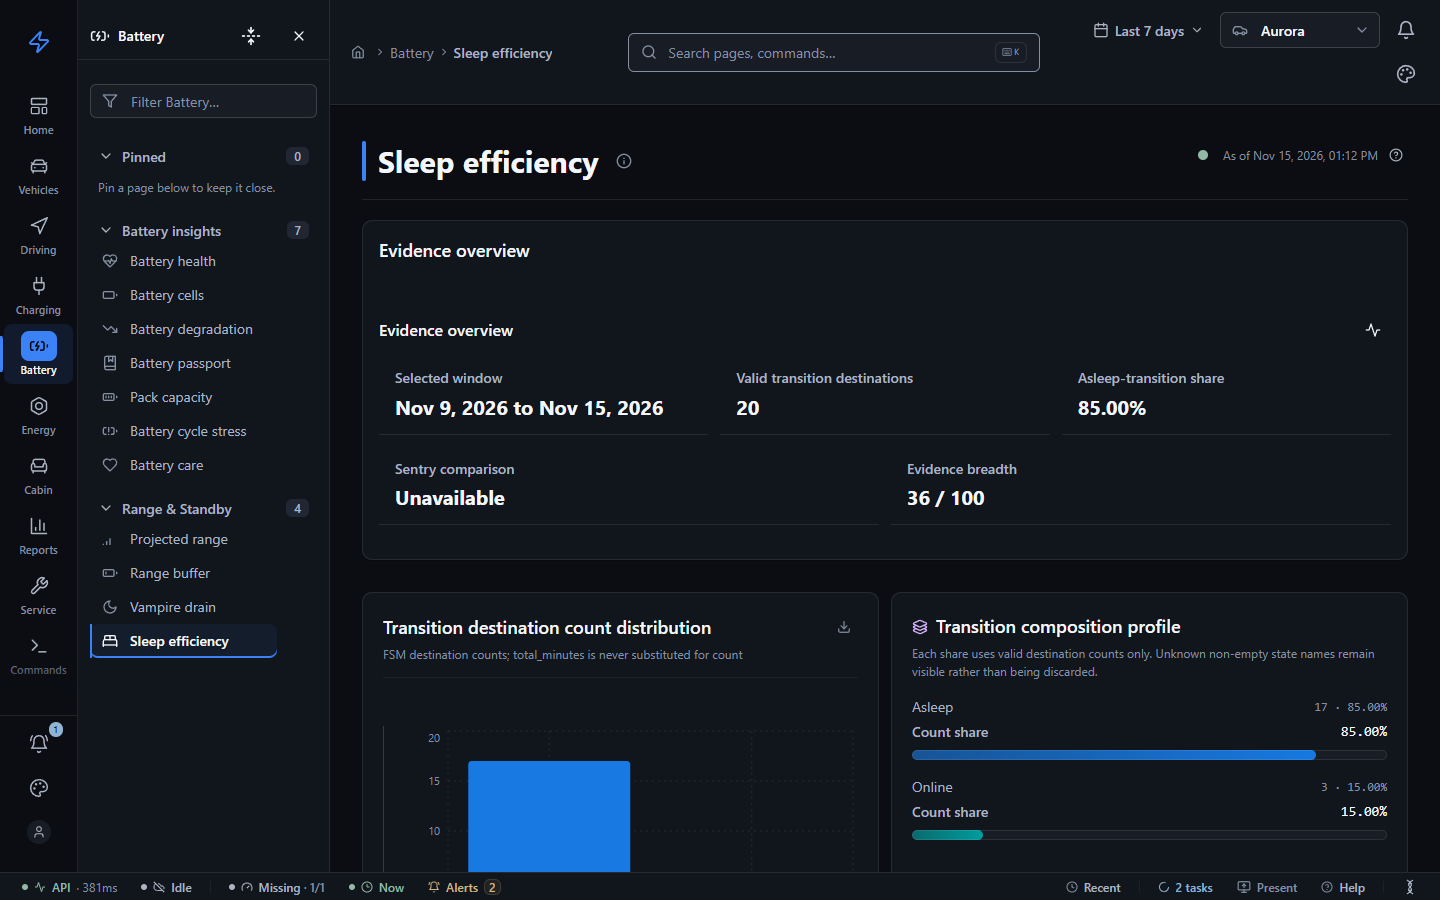 Battery
Home
Vehicles
Driving
Charging
Battery
Energy
Cabin
Reports
Service
Commands
1
Filter Battery...
Pinned
0
Pin a page below to keep it close.
Battery insights
7
Battery health
Battery cells
Battery degradation
Battery passport
Pack capacity
Battery cycle stress
Battery care
Range & Standby
4
Projected range
Range buffer
Vampire drain
Sleep efficiency
Battery
Sleep efficiency
Search pages, commands...
K
Last 7 days
Aurora
Sleep efficiency
As of Nov 15, 2026, 01:12 PM
Evidence overview
Evidence overview
Selected window
Nov 9, 2026 to Nov 15, 2026
Valid transition destinations
20
Asleep-transition share
85.00%
Sentry comparison
Unavailable
Evidence breadth
36 / 100
Transition destination count distribution
FSM destination counts; total_minutes is never substituted for count
20
15
10
Transition composition profile
Each share uses valid destination counts only. Unknown non-empty state names remain
visible rather than being discarded.
Asleep
17 · 85.00%
Count share
85.00%
Online
3 · 15.00%
Count share
15.00%
API · 381ms
Idle
Missing · 1/1
Now
Alerts 2
Recent
2 tasks
Present
Help